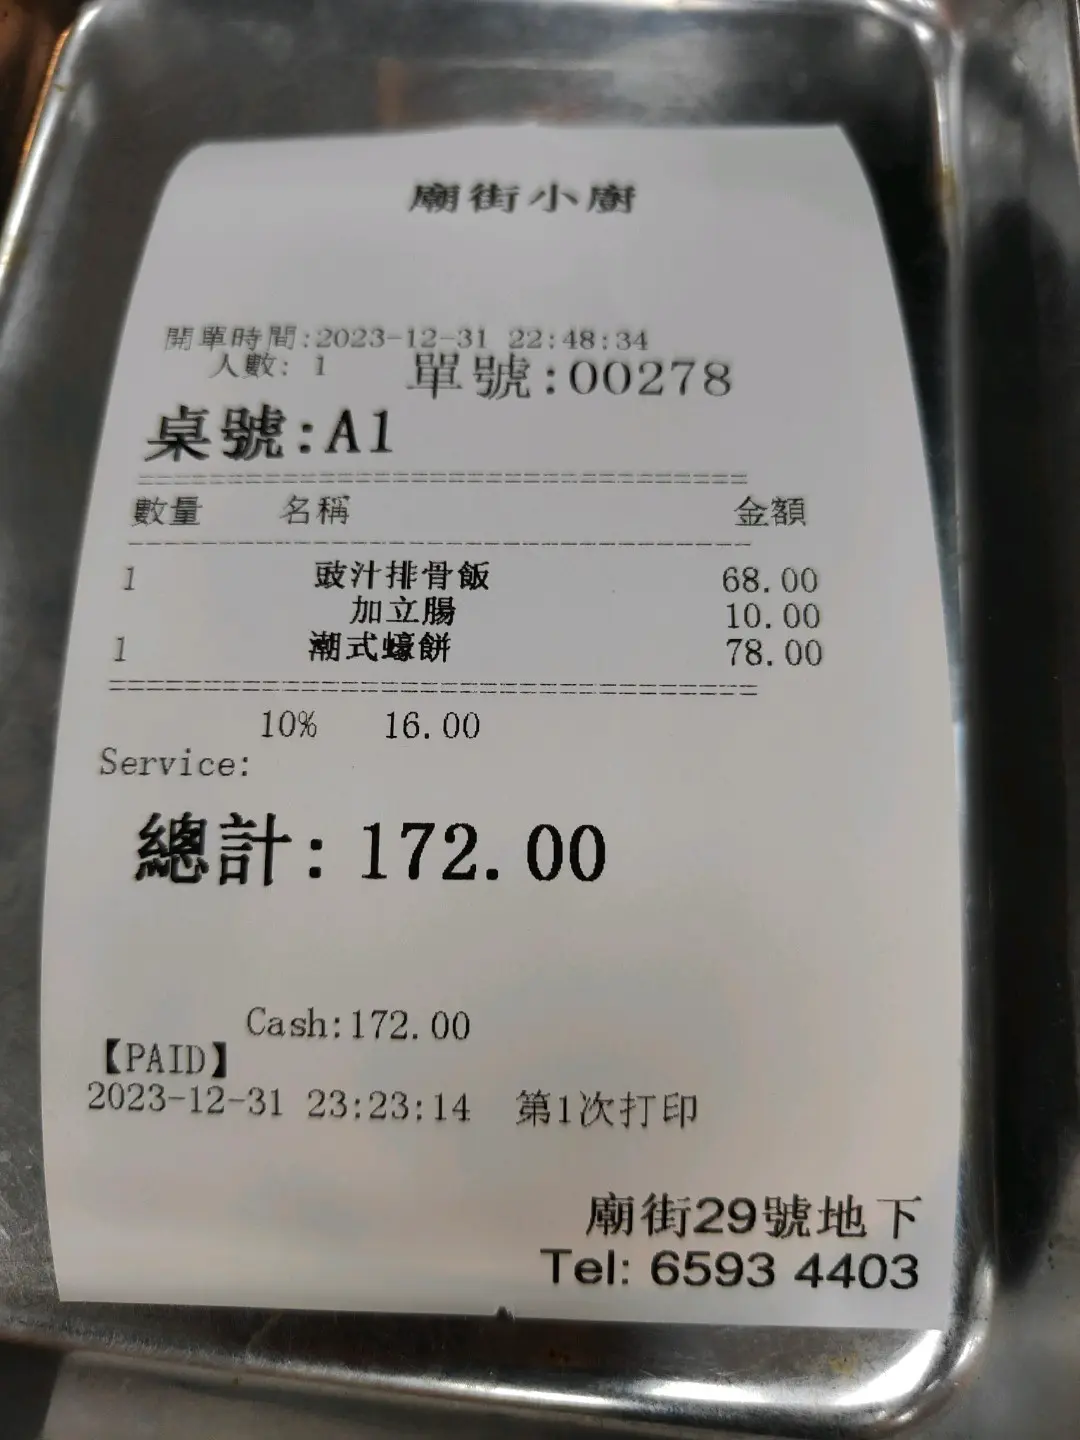 廟街小廚
開單時間:2023-12-31 22:48:34
人數: 1 單號:00278
桌號:A1
數量 名稱 金額
1 豉汁排骨飯 68.00
加立腸 10.00
1 潮式蠔餅 78.00
10% 16.00
Service:
總計: 172.00
Cash:172.00
【PAID】
2023-12-31 23:23:14 第1次打印
廟街29號地下
Tel: 6593 4403